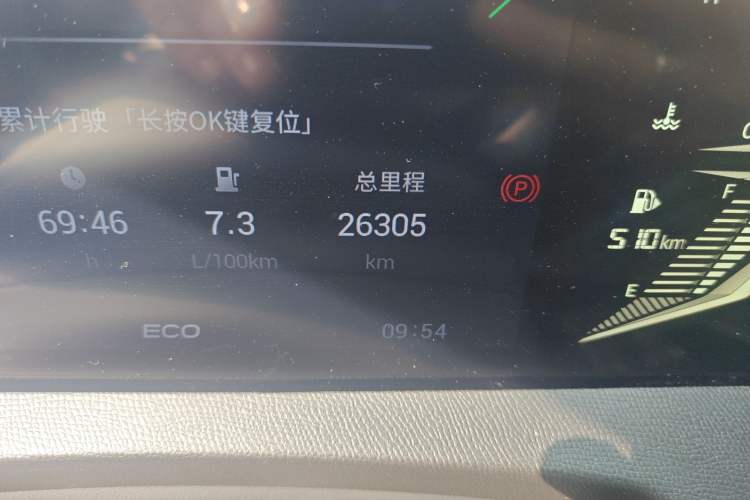 累计行驶「长按OK键复位」
总里程
69:46
7.3
26305
h
L/100km
km
ECO
09:54
P
F
510km
E